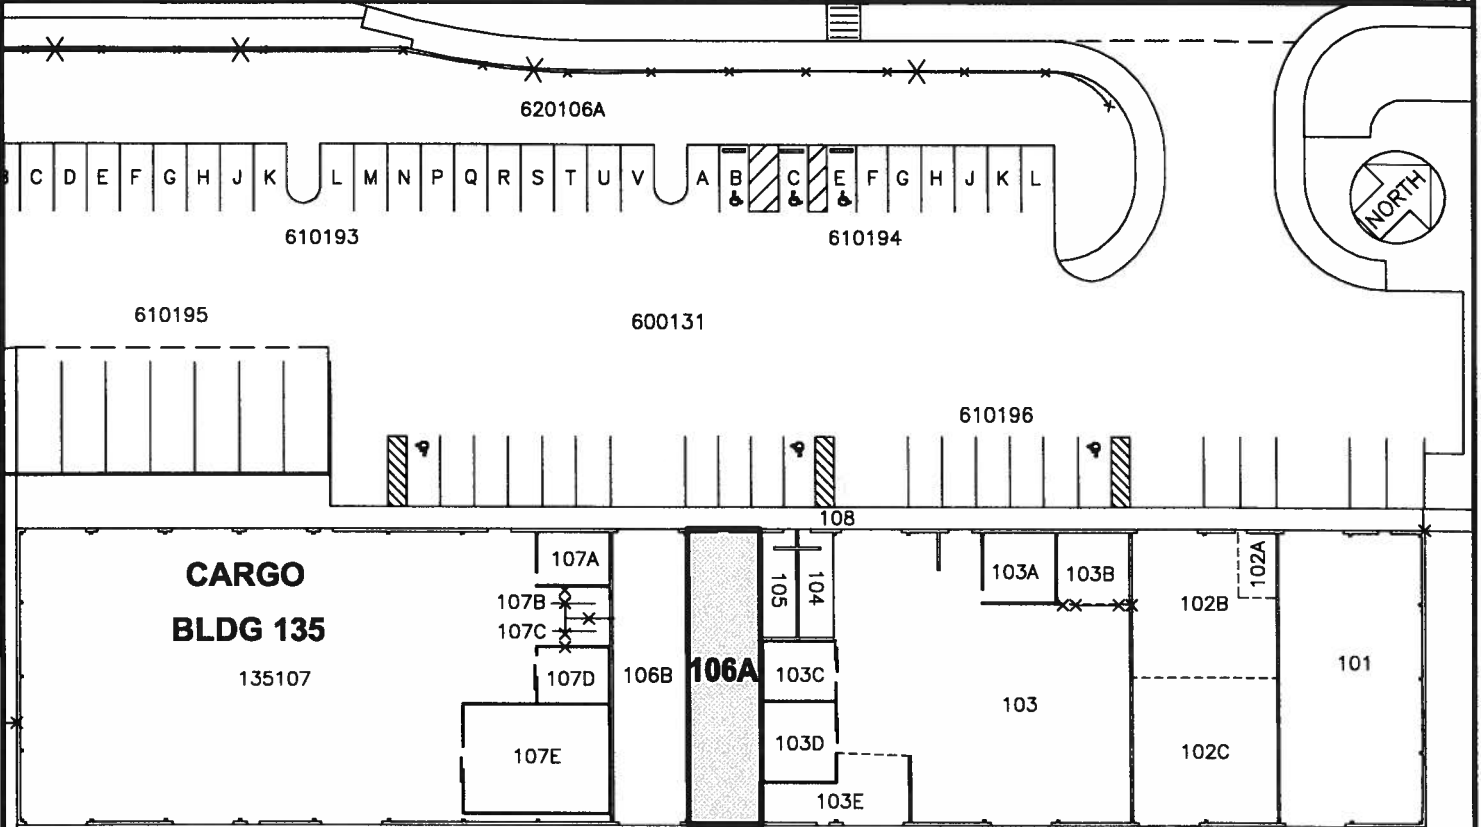 620106A
B C D E F G H J K L M N P Q R S T U V A B C E F G H J K L
NORTH
610193
610194
610195
600131
610196
108
CARGO
BLDG 135
135107
107A
107B
107C
107D
107E
106B
106A
105
104
103C
103D
103E
103
103A
103B
102A
102B
102C
101